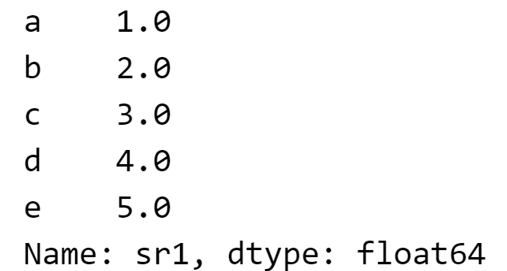 a    1.0
b    2.0
c    3.0
d    4.0
e    5.0
Name: sr1, dtype: float64